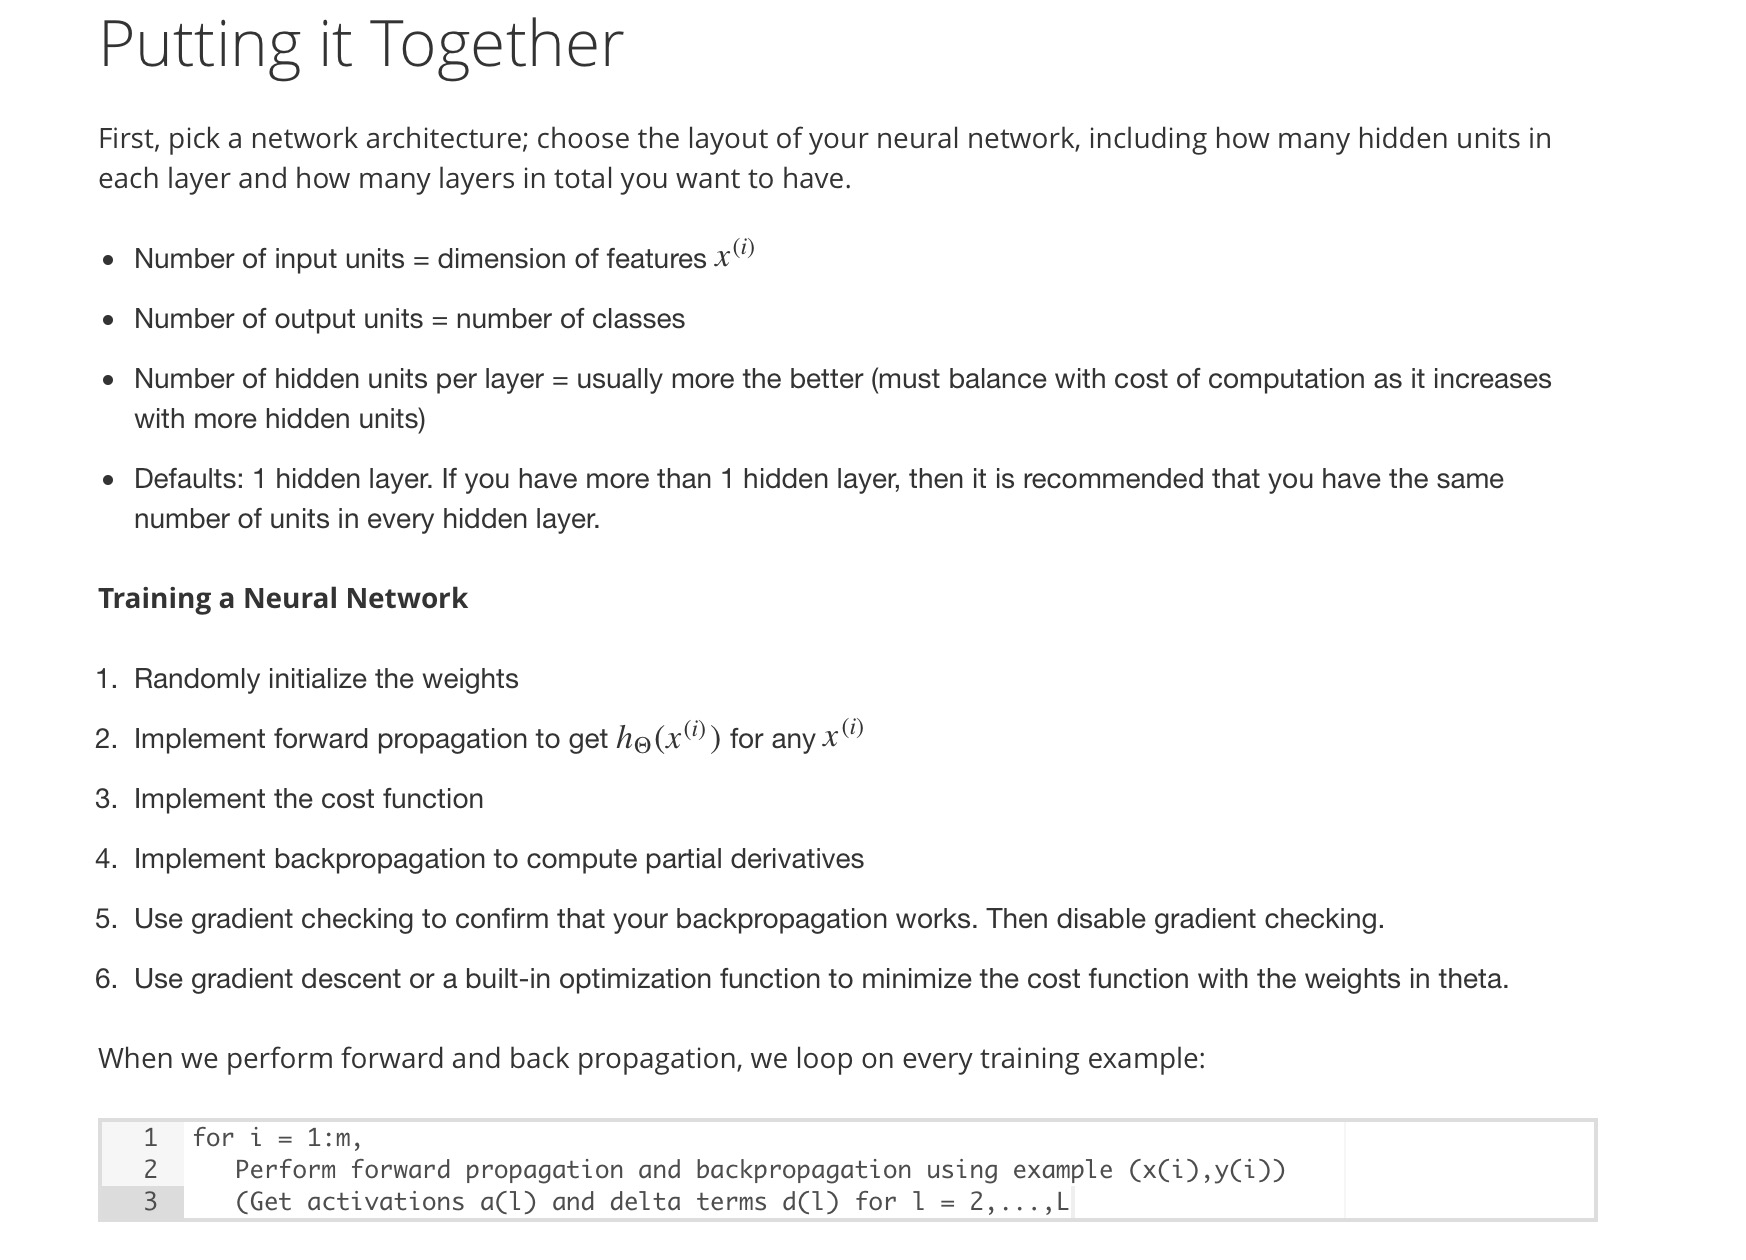 Putting it Together
First, pick a network architecture; choose the layout of your neural network, including how many hidden units in
each layer and how many layers in total you want to have.
• Number of input units = dimension of features x^(i)
• Number of output units = number of classes
• Number of hidden units per layer = usually more the better (must balance with cost of computation as it increases
with more hidden units)
• Defaults: 1 hidden layer. If you have more than 1 hidden layer, then it is recommended that you have the same
number of units in every hidden layer.
Training a Neural Network
1. Randomly initialize the weights
2. Implement forward propagation to get h_Θ(x^(i)) for any x^(i)
3. Implement the cost function
4. Implement backpropagation to compute partial derivatives
5. Use gradient checking to confirm that your backpropagation works. Then disable gradient checking.
6. Use gradient descent or a built-in optimization function to minimize the cost function with the weights in theta.
When we perform forward and back propagation, we loop on every training example:
1 for i = 1:m,
2 Perform forward propagation and backpropagation using example (x(i),y(i))
3 (Get activations a(l) and delta terms d(l) for l = 2,...,L